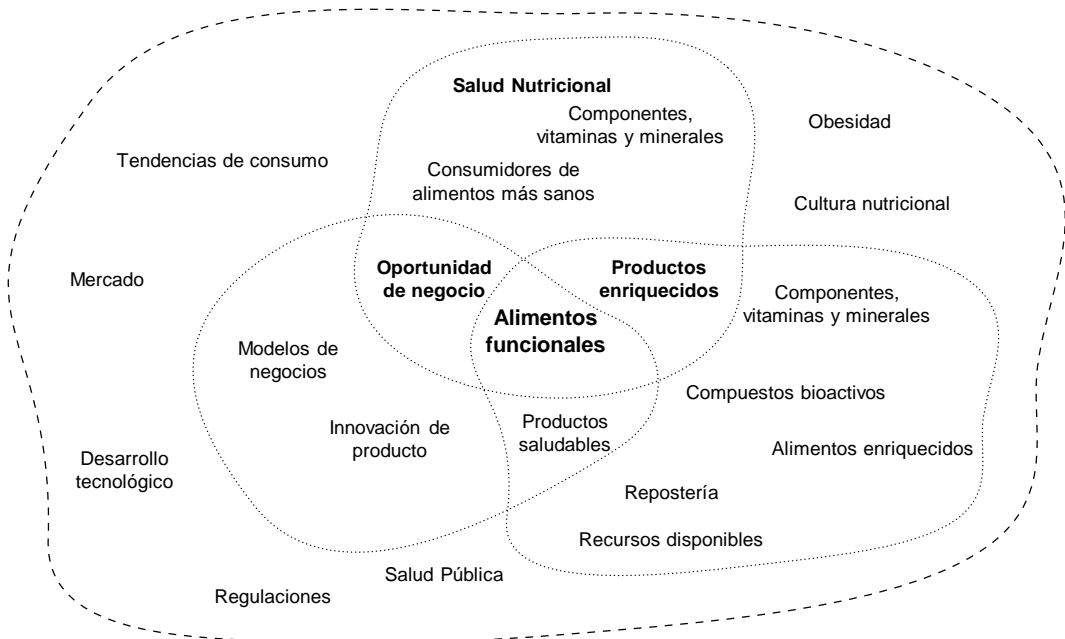 Salud Nutricional
Componentes,
vitaminas y minerales
Obesidad
Tendencias de consumo
Consumidores de
alimentos más sanos
Cultura nutricional
Mercado
Oportunidad
de negocio
Productos
enriquecidos
Componentes,
vitaminas y minerales
Alimentos
funcionales
Modelos de
negocios
Compuestos bioactivos
Innovación de
producto
Productos
saludables
Alimentos enriquecidos
Desarrollo
tecnológico
Repostería
Recursos disponibles
Salud Pública
Regulaciones